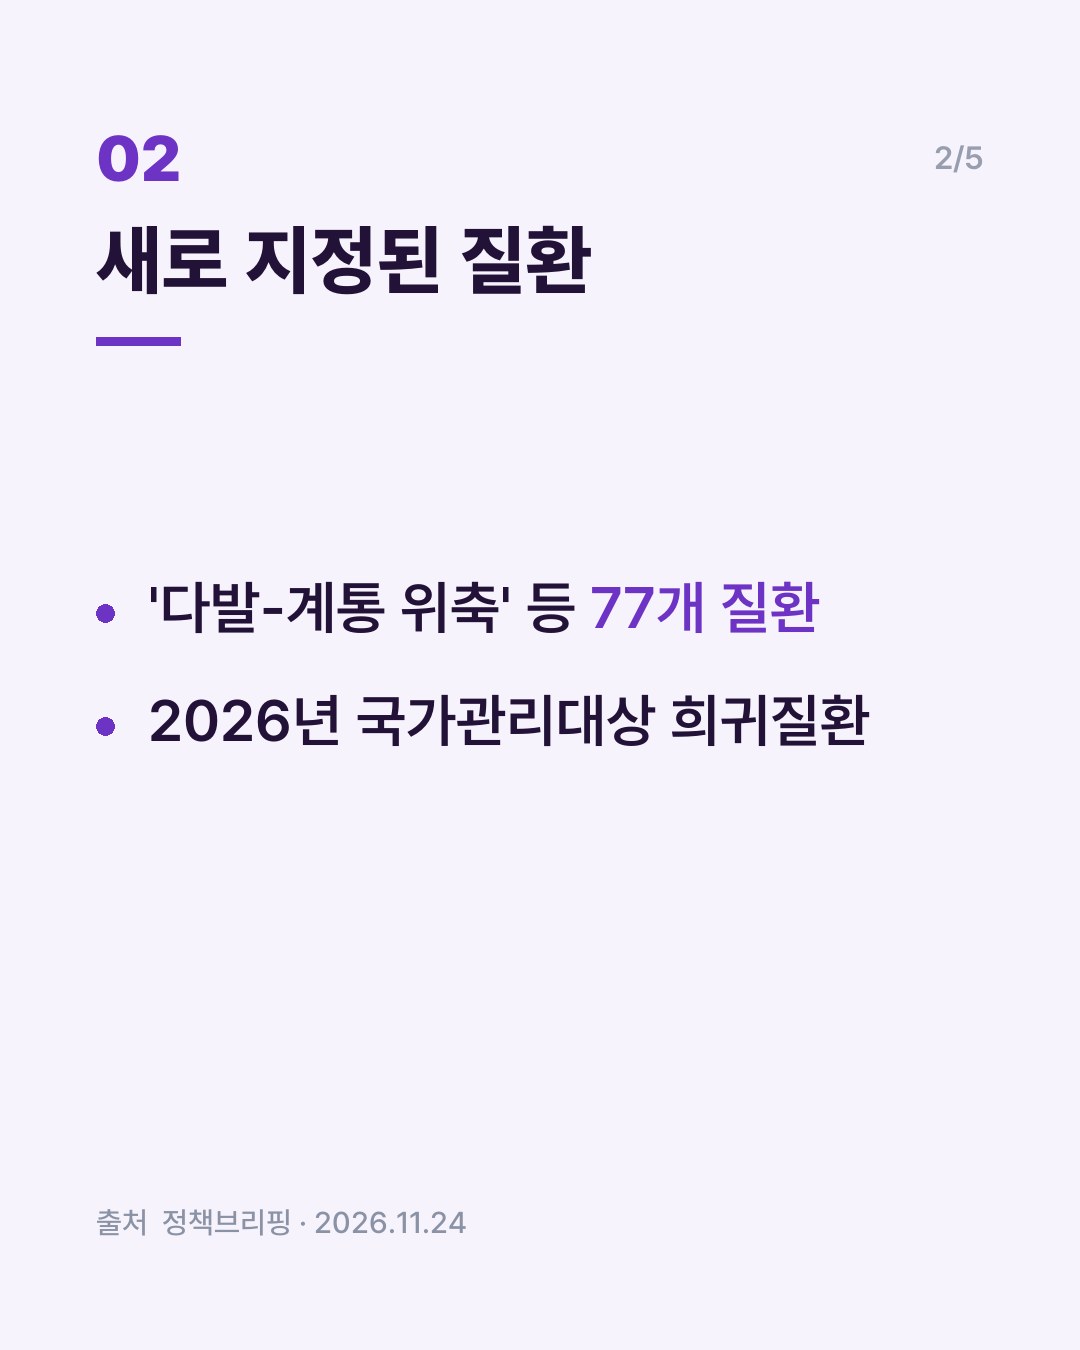 02
2/5
새로 지정된 질환
'다발-계통 위축' 등 77개 질환
2026년 국가관리대상 희귀질환
출처 정책브리핑 · 2026.11.24